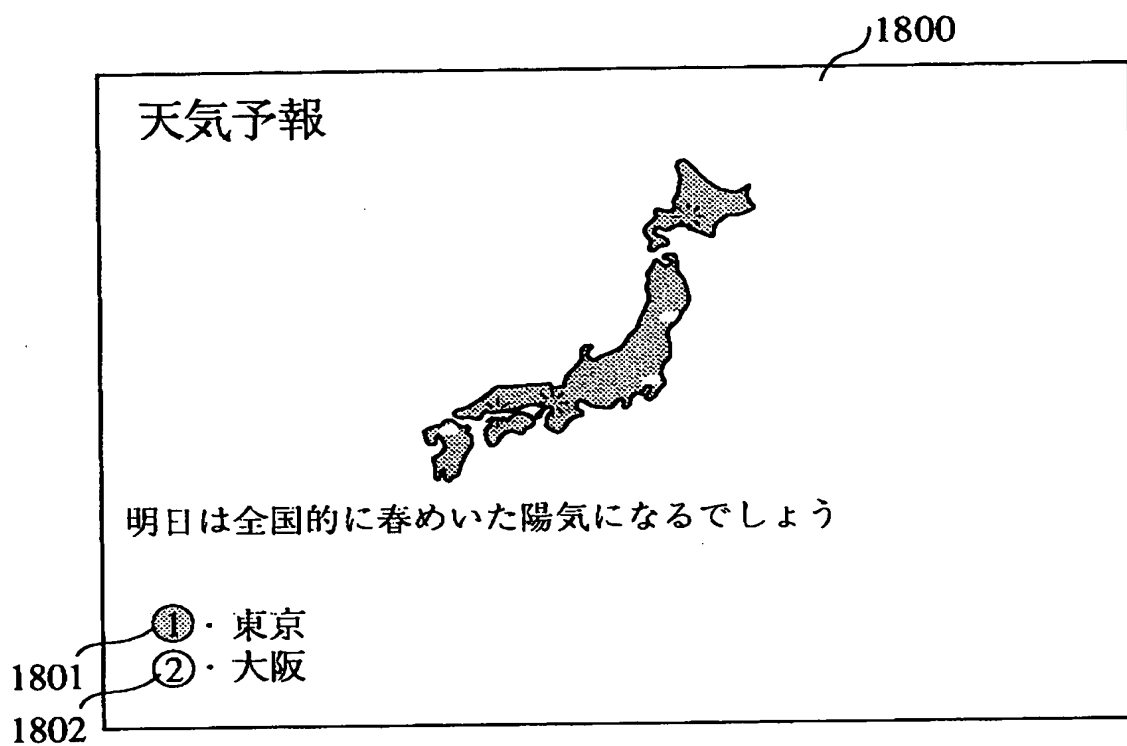 1800
天気予報
明日は全国的に春めいた陽気になるでしょう
①・東京
②・大阪
1801
1802